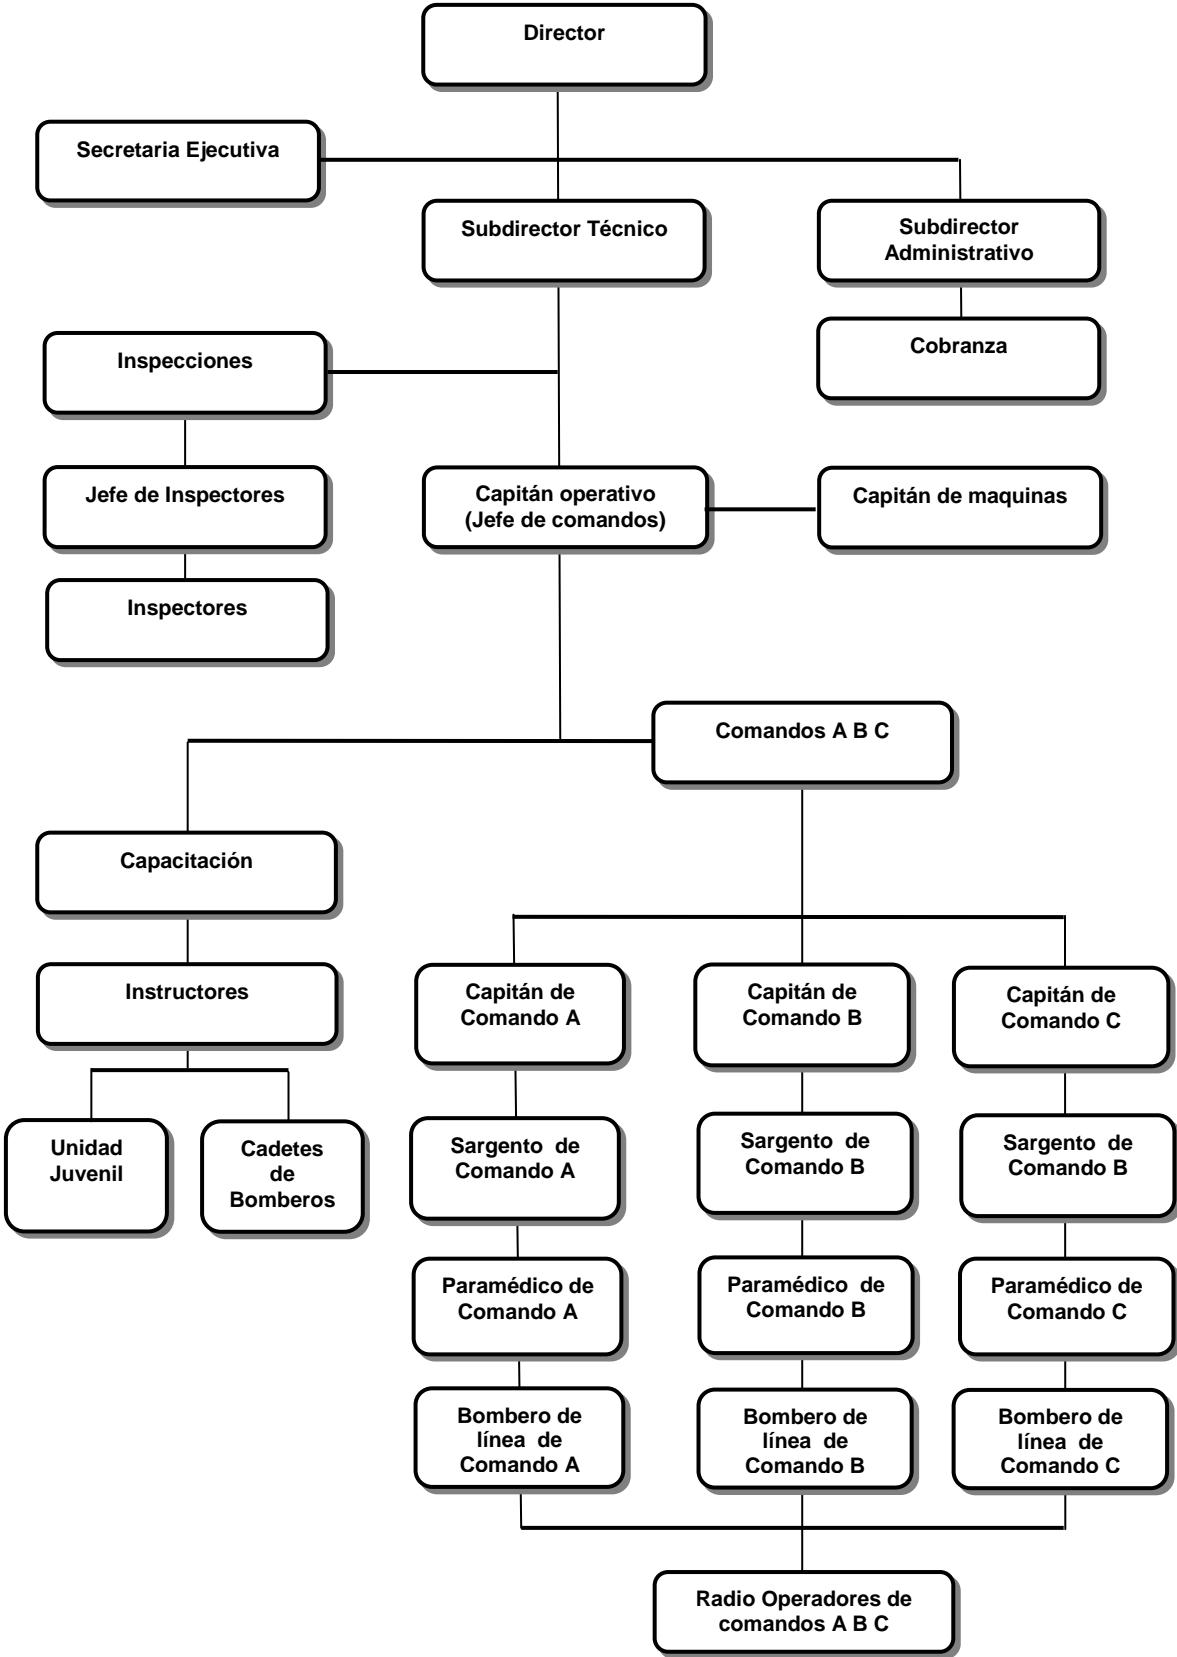 Director
Secretaria Ejecutiva
Subdirector Técnico
Subdirector
Administrativo
Inspecciones
Cobranza
Jefe de Inspectores
Capitán operativo
(Jefe de comandos)
Capitán de maquinas
Inspectores
Comandos A B C
Capacitación
Instructores
Unidad
Juvenil
Cadetes
de
Bomberos
Capitán de
Comando A
Capitán de
Comando B
Capitán de
Comando C
Sargento de
Comando A
Sargento de
Comando B
Sargento de
Comando B
Paramédico de
Comando A
Paramédico de
Comando B
Paramédico de
Comando C
Bombero de
línea de
Comando A
Bombero de
línea de
Comando B
Bombero de
línea de
Comando C
Radio Operadores de
comandos A B C